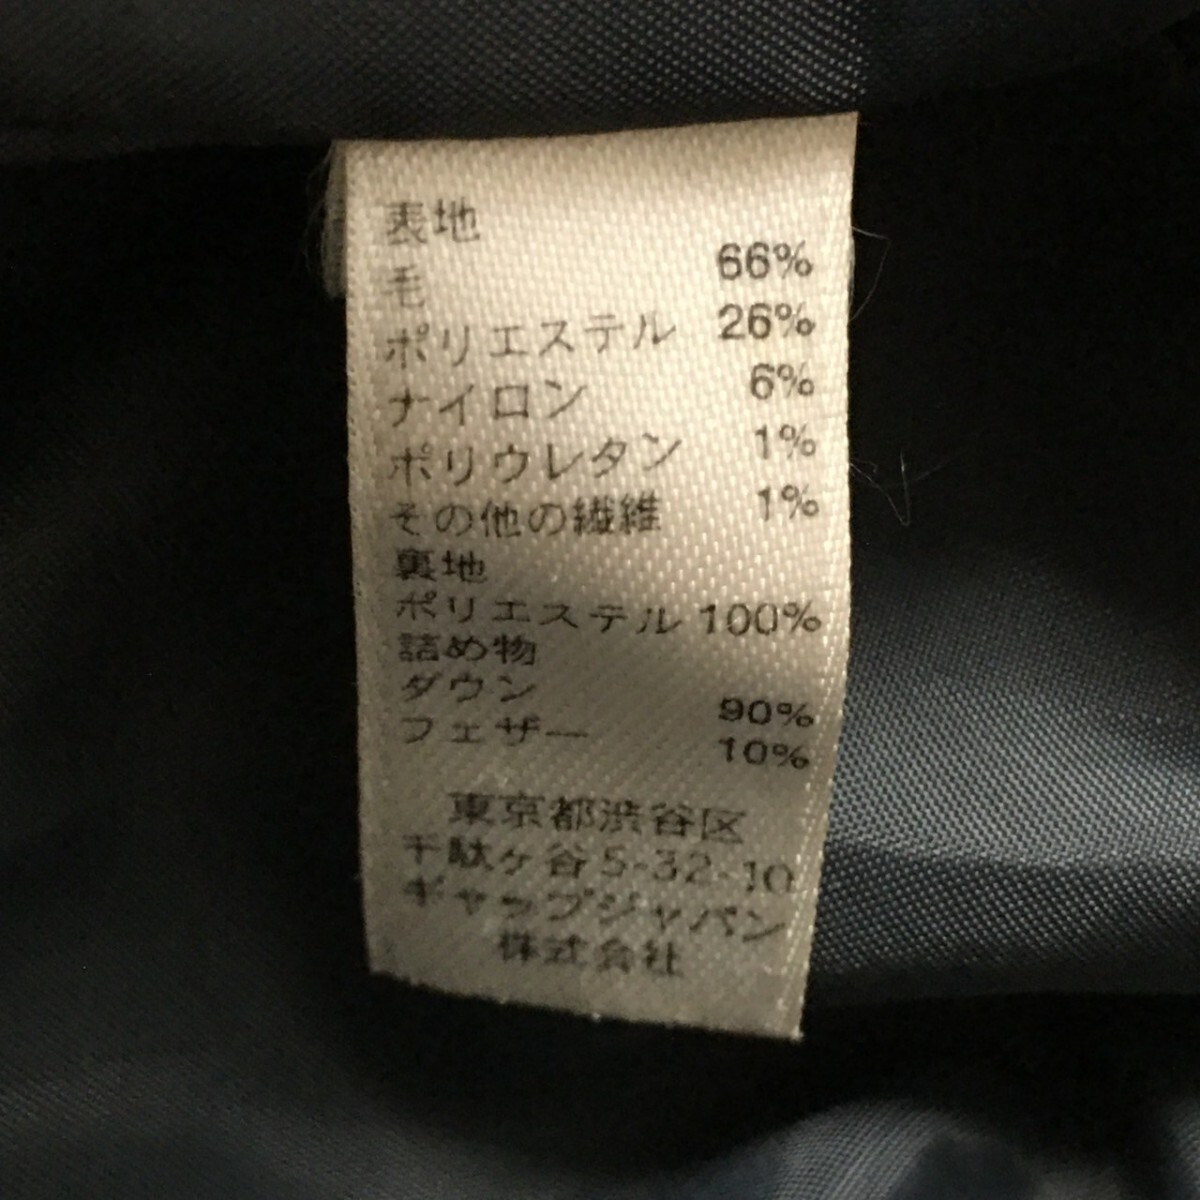 表地
毛 66%
ポリエステル 26%
ナイロン 6%
ポリウレタン 1%
その他の繊維 1%
裏地
ポリエステル 100%
詰め物
ダウン 90%
フェザー 10%
東京都渋谷区
千駄ヶ谷5-32-10
ギャップジャパン
株式会社